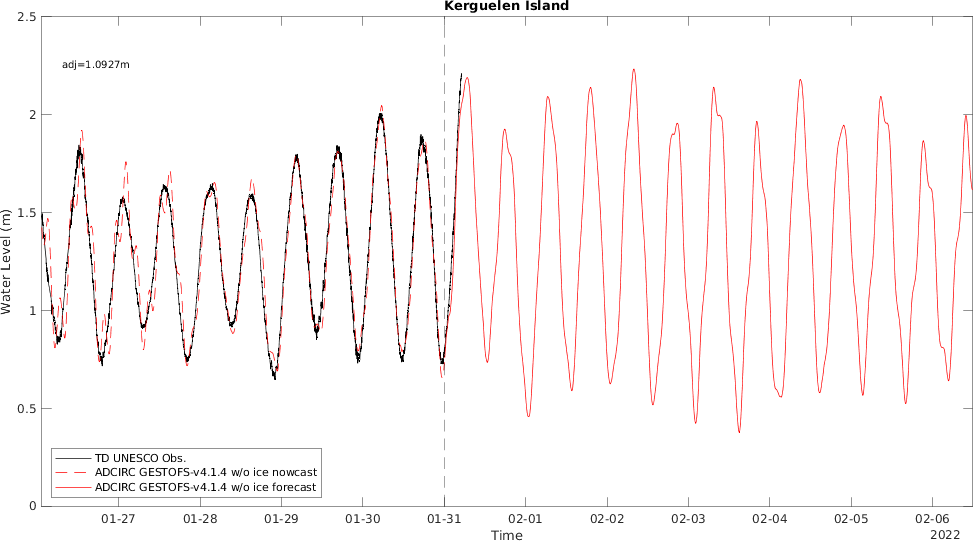 Kerguelen Island
2.5
adj=1.0927m
2
1.5
1
0.5
0
Water Level (m)
TD UNESCO Obs.
ADCIRC GESTOFS-v4.1.4 w/o ice nowcast
ADCIRC GESTOFS-v4.1.4 w/o ice forecast
01-27 01-28 01-29 01-30 01-31 02-01 02-02 02-03 02-04 02-05 02-06
2022
Time